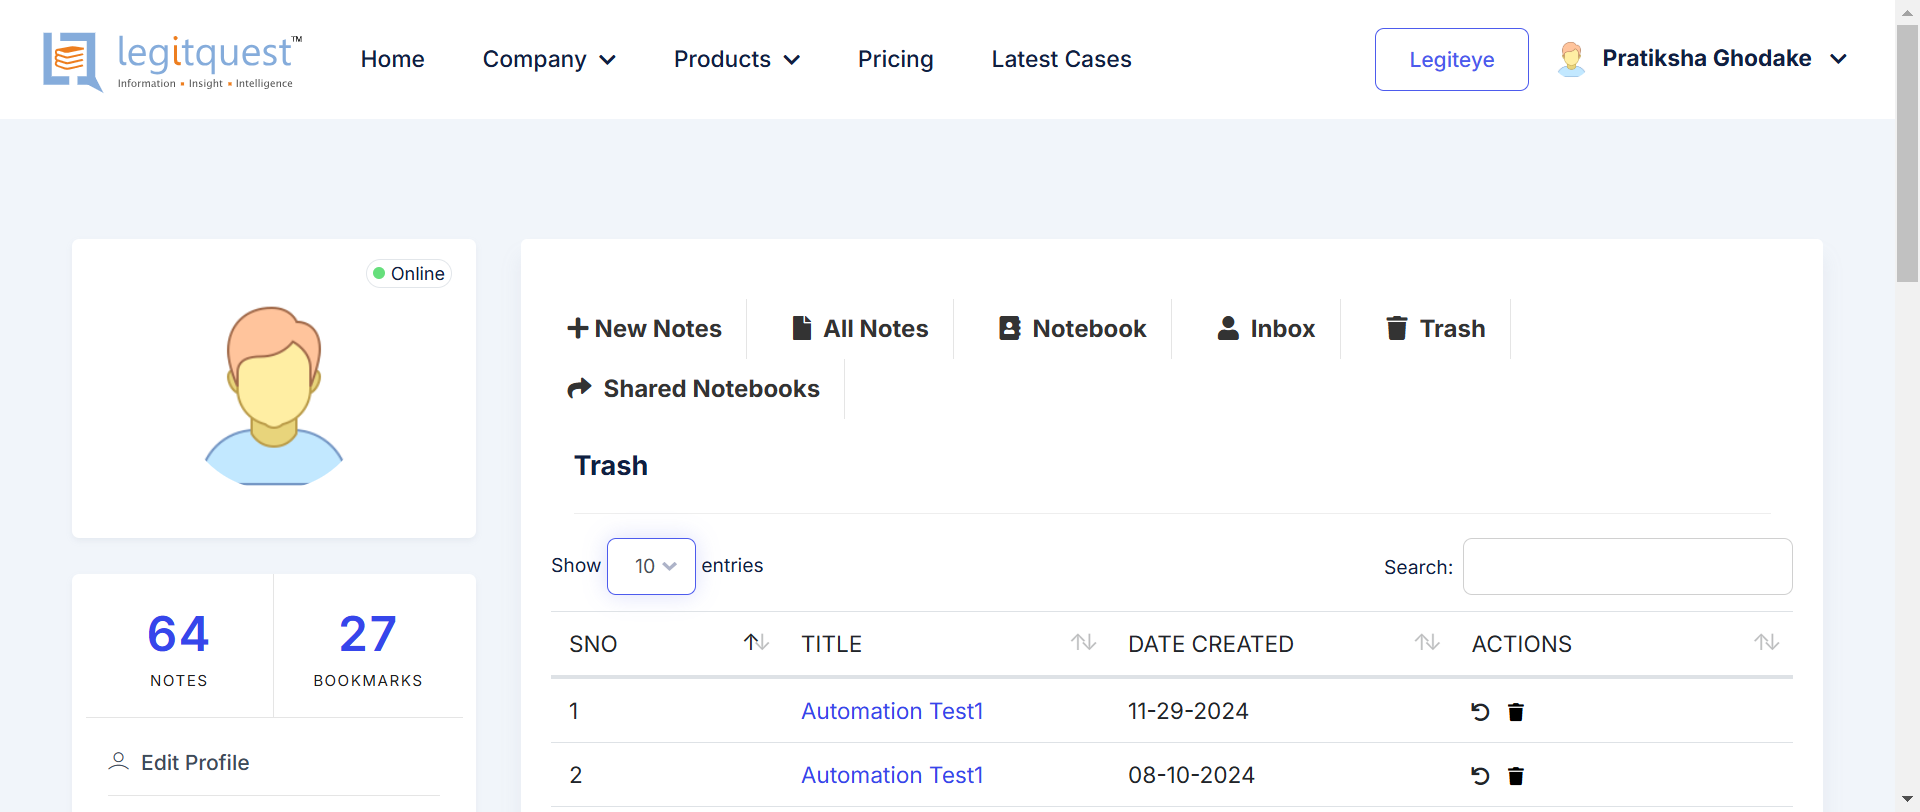 legitquest™
Information • Insight • Intelligence
Home
Company
Products
Pricing
Latest Cases
Legiteye
Pratiksha Ghodake
Online
64
NOTES
27
BOOKMARKS
Edit Profile
New Notes
All Notes
Notebook
Inbox
Trash
Shared Notebooks
Trash
Show 10 entries
Search:
SNO TITLE DATE CREATED ACTIONS
1 Automation Test1 11-29-2024
2 Automation Test1 08-10-2024